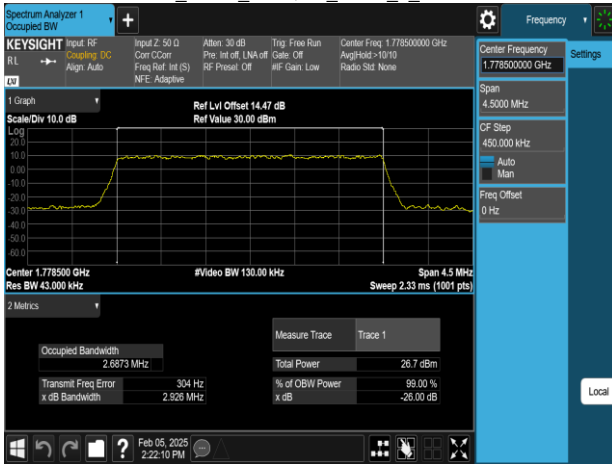 Spectrum Analyzer 1
Occupied BW
Frequency
KEYSIGHT
RL
LXI
Input: RF
Coupling: DC
Align: Auto
Input Z: 50 Ω
Corr CCorr
Freq Ref: Int (S)
NFE: Adaptive
Atten: 30 dB
Pre: Int off, LNA off
RF Presel: Off
Trig: Free Run
Gate: Off
#IF Gain: Low
Center Freq: 1.778500000 GHz
Avg|Hold:>10/10
Radio Std: None
Center Frequency
1.778500000 GHz
Settings
Span
4.5000 MHz
CF Step
450.000 kHz
Auto
Man
Freq Offset
0 Hz
Local
1 Graph
Scale/Div 10.0 dB
Ref Lvl Offset 14.47 dB
Ref Value 30.00 dBm
Log
20.0
10.0
0.00
-10.0
-20.0
-30.0
-40.0
-50.0
-60.0
Center 1.778500 GHz
#Video BW 130.00 kHz
Span 4.5 MHz
Res BW 43.000 kHz
Sweep 2.33 ms (1001 pts)
2 Metrics
Measure Trace Trace 1
Occupied Bandwidth
2.6873 MHz
Total Power 26.7 dBm
Transmit Freq Error 304 Hz
% of OBW Power 99.00 %
x dB Bandwidth 2.926 MHz
x dB -26.00 dB
?
Feb 05, 2025
2:22:10 PM